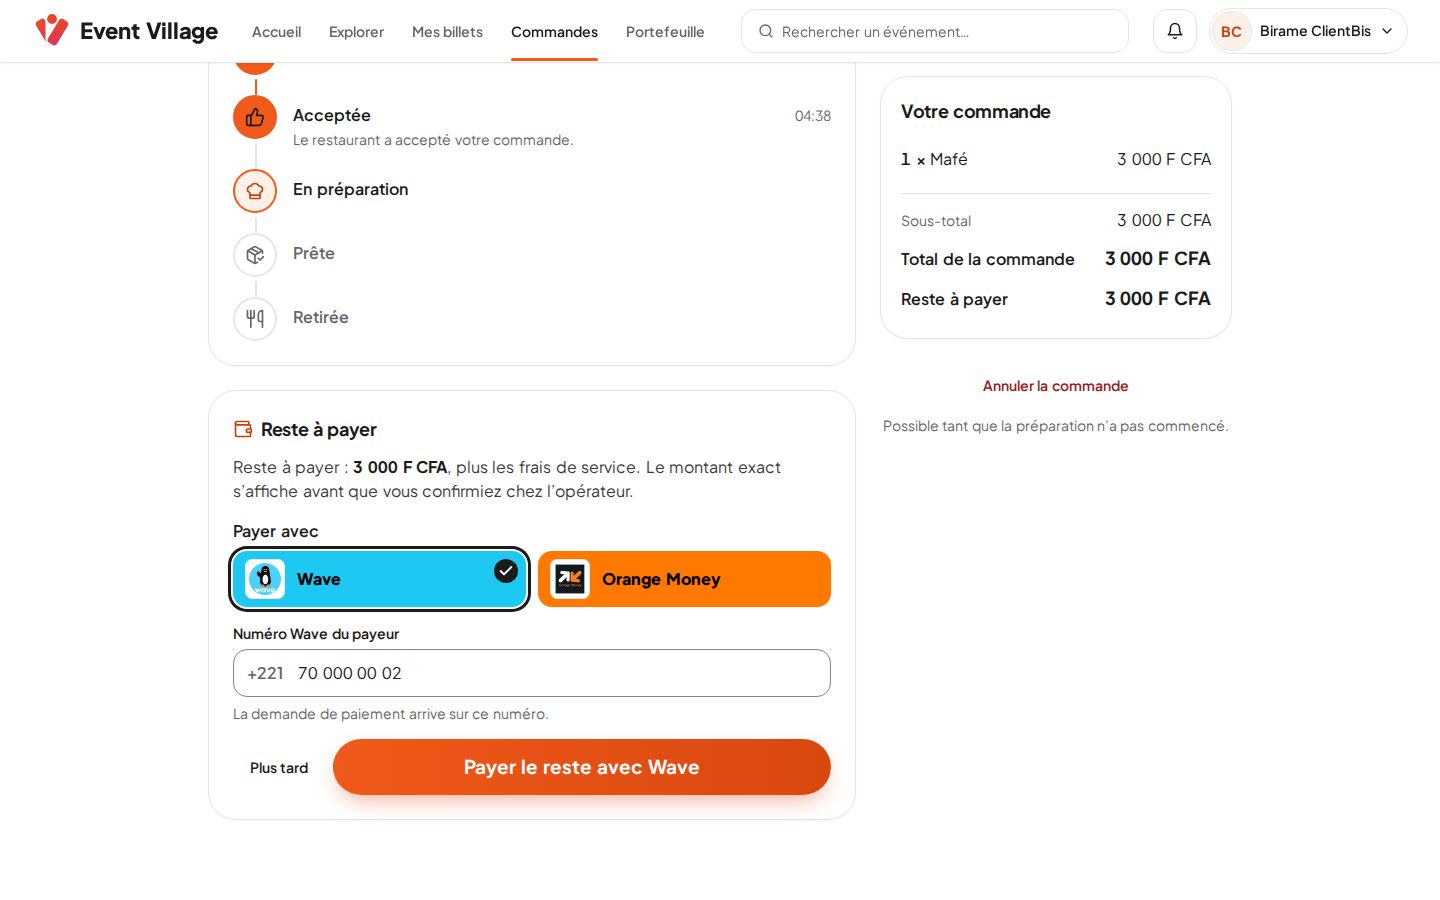 Event Village
Accueil
Explorer
Mes billets
Commandes
Portefeuille
Rechercher un événement…
BC
Birame ClientBis
Acceptée
04:38
Le restaurant a accepté votre commande.
En préparation
Prête
Retirée
Reste à payer
Reste à payer : 3 000 F CFA, plus les frais de service. Le montant exact
s’affiche avant que vous confirmiez chez l’opérateur.
Payer avec
wave
Wave
Orange Money
Numéro Wave du payeur
+221 70 000 00 02
La demande de paiement arrive sur ce numéro.
Plus tard
Payer le reste avec Wave
Votre commande
1 × Mafé 3 000 F CFA
Sous-total 3 000 F CFA
Total de la commande 3 000 F CFA
Reste à payer 3 000 F CFA
Annuler la commande
Possible tant que la préparation n’a pas commencé.